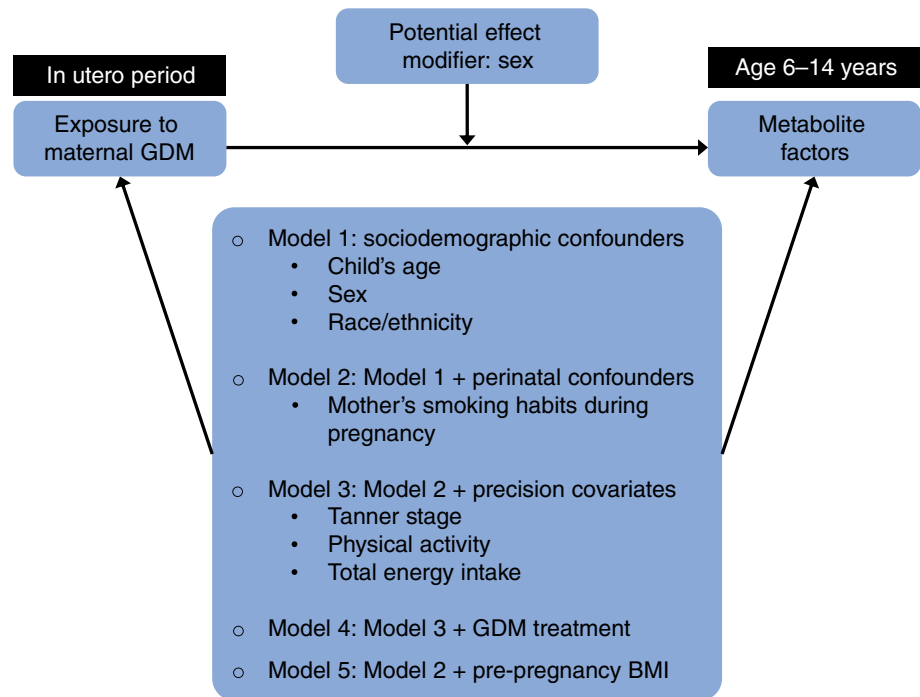 Potential effect
modifier: sex
In utero period
Age 6–14 years
Exposure to
maternal GDM
Metabolite
factors
○ Model 1: sociodemographic confounders
• Child's age
• Sex
• Race/ethnicity
○ Model 2: Model 1 + perinatal confounders
• Mother's smoking habits during
pregnancy
○ Model 3: Model 2 + precision covariates
• Tanner stage
• Physical activity
• Total energy intake
○ Model 4: Model 3 + GDM treatment
○ Model 5: Model 2 + pre-pregnancy BMI